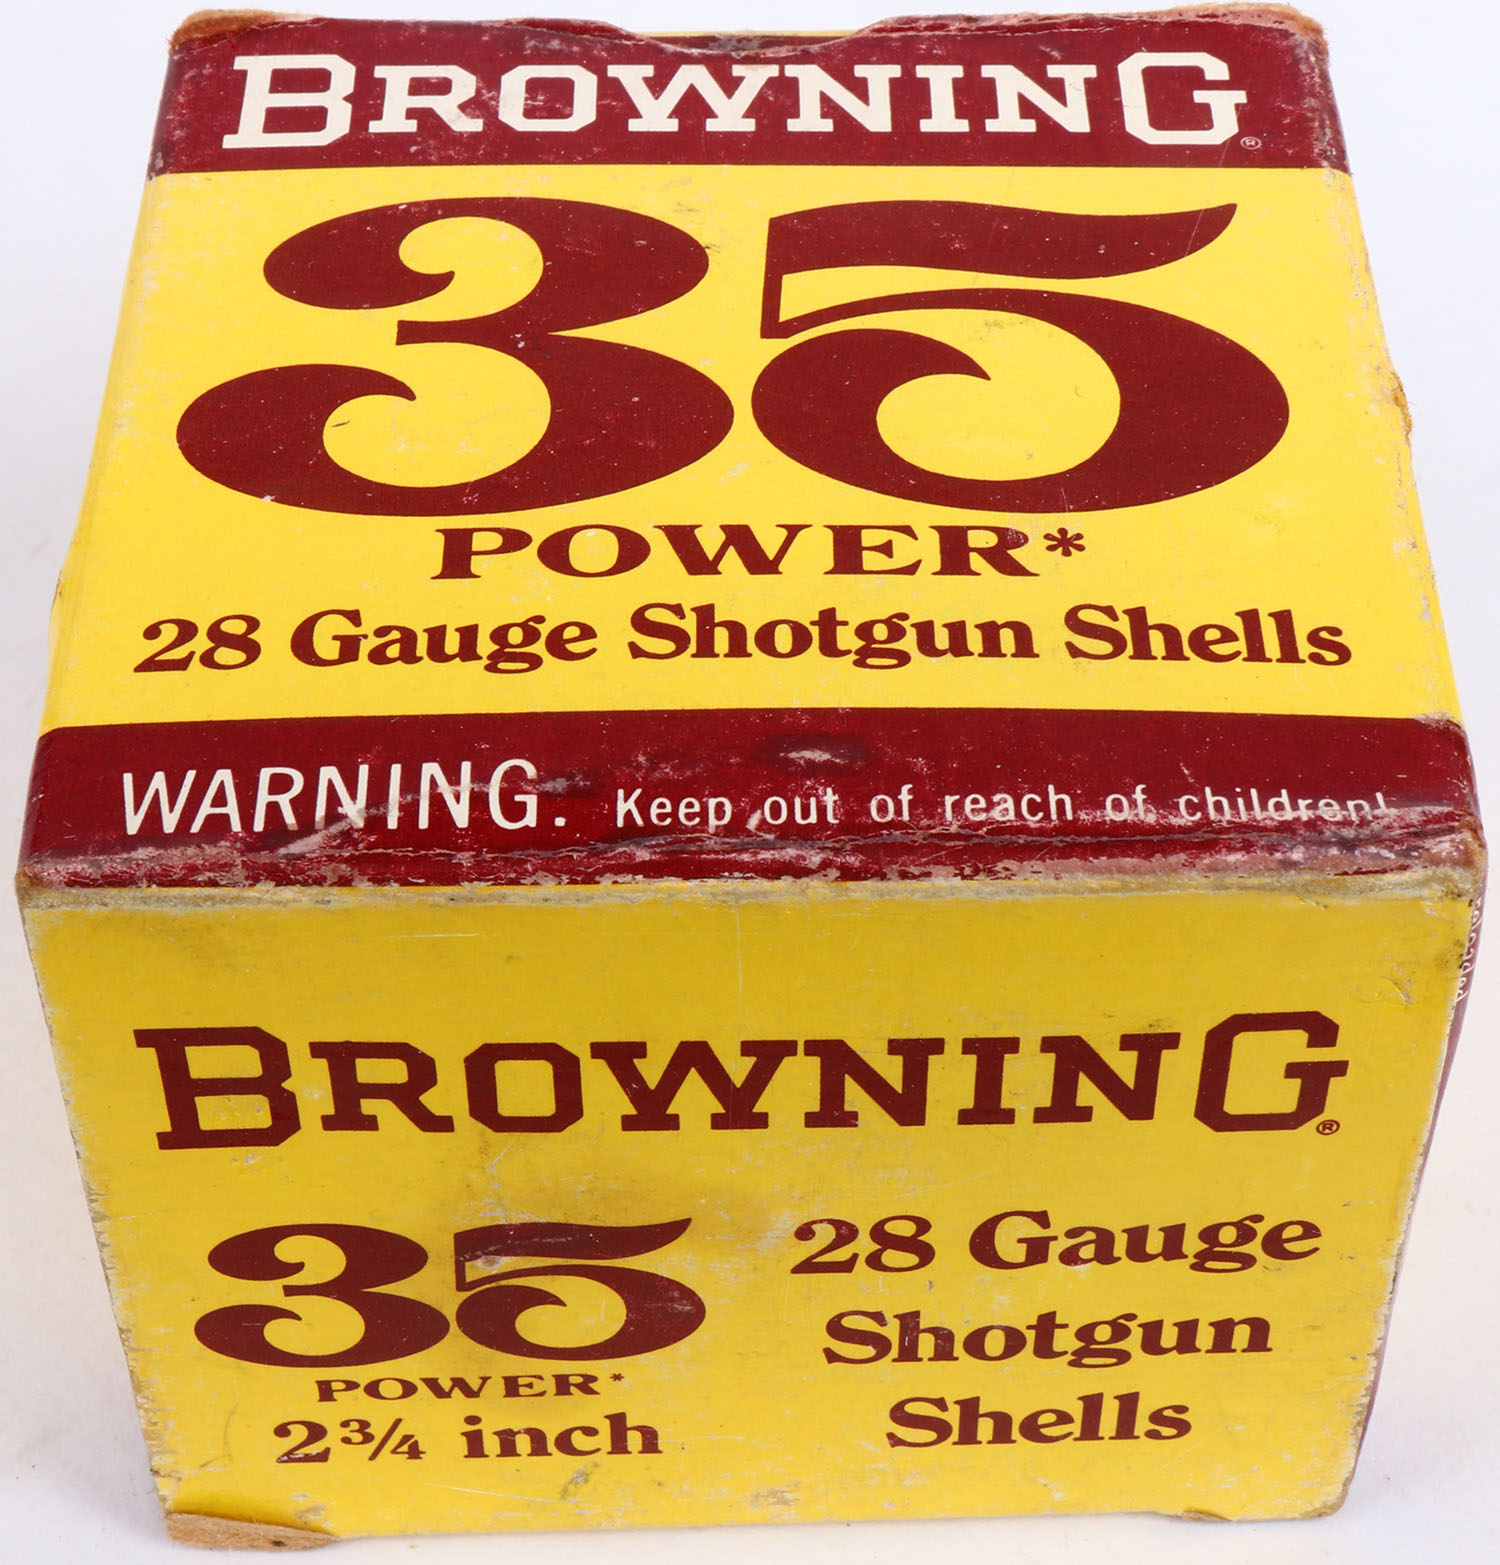 BROWNING®
35
POWER*
28 Gauge Shotgun Shells
WARNING. Keep out of reach of children!
BROWNING®
35
POWER*
2¾ inch
28 Gauge
Shotgun
Shells